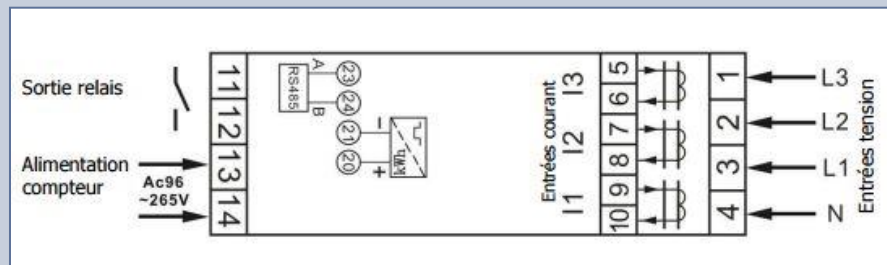 Sortie relais
Alimentation
compteur
Ac96
~265V
11
12
13
14
RS485
A
B
23
24
21
20
-
+
kWh
Entrées courant
I3
I2
I1
5
6
7
8
9
10
1
2
3
4
L3
L2
L1
N
Entrées tension